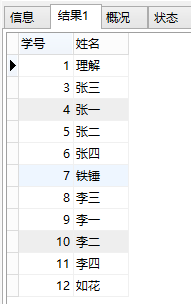 信息 结果1 概况 状态
学号 姓名
1 理解
3 张三
4 张一
5 张二
6 张四
7 铁锤
8 李三
9 李一
10 李二
11 李四
12 如花